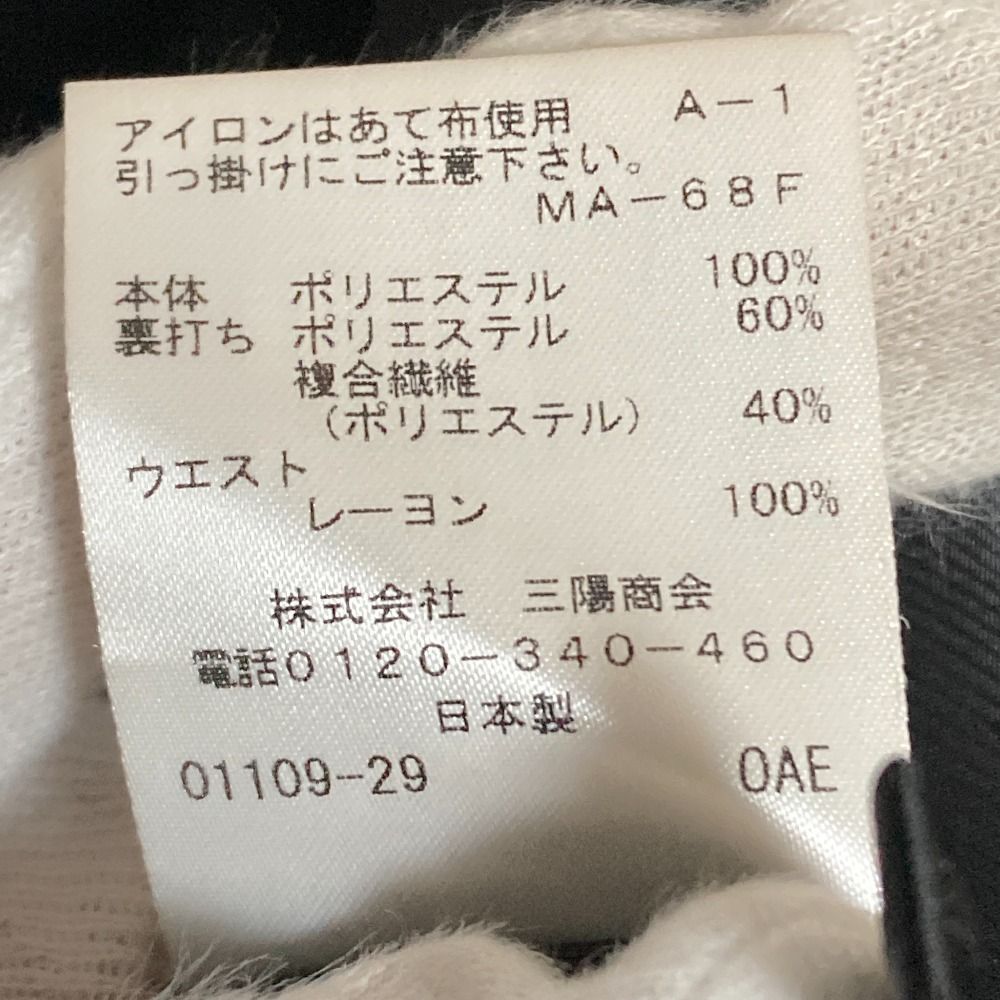 アイロンはあて布使用 A-1
引っ掛けにご注意下さい。
MA-68F
本体 ポリエステル 100%
裏打ち ポリエステル 60%
複合繊維
(ポリエステル) 40%
ウエスト
レーヨン 100%
株式会社 三陽商会
電話0120-340-460
日本製
01109-29 0AE